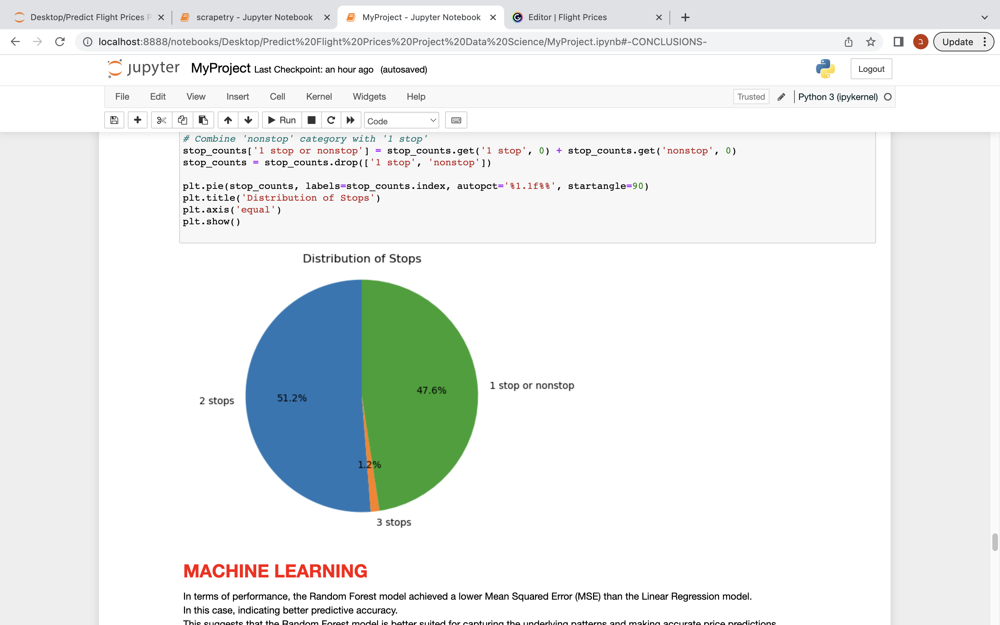 Desktop/Predict Flight Prices P
scrapetry - Jupyter Notebook
MyProject - Jupyter Notebook
Editor | Flight Prices
localhost:8888/notebooks/Desktop/Predict%20Flight%20Prices%20Project%20Data%20Science/MyProject.ipynb#-CONCLUSIONS-
ב
Update
jupyter MyProject Last Checkpoint: an hour ago (autosaved)
Logout
File Edit View Insert Cell Kernel Widgets Help
Trusted Python 3 (ipykernel)
Run Code
# Combine 'nonstop' category with '1 stop'
stop_counts['1 stop or nonstop'] = stop_counts.get('1 stop', 0) + stop_counts.get('nonstop', 0)
stop_counts = stop_counts.drop(['1 stop', 'nonstop'])
plt.pie(stop_counts, labels=stop_counts.index, autopct='%1.1f%%', startangle=90)
plt.title('Distribution of Stops')
plt.axis('equal')
plt.show()
Distribution of Stops
1 stop or nonstop
47.6%
51.2%
2 stops
1.2%
3 stops
MACHINE LEARNING
In terms of performance, the Random Forest model achieved a lower Mean Squared Error (MSE) than the Linear Regression model.
In this case, indicating better predictive accuracy.
This suggests that the Random Forest model is better suited for capturing the underlying patterns and making accurate price predictions